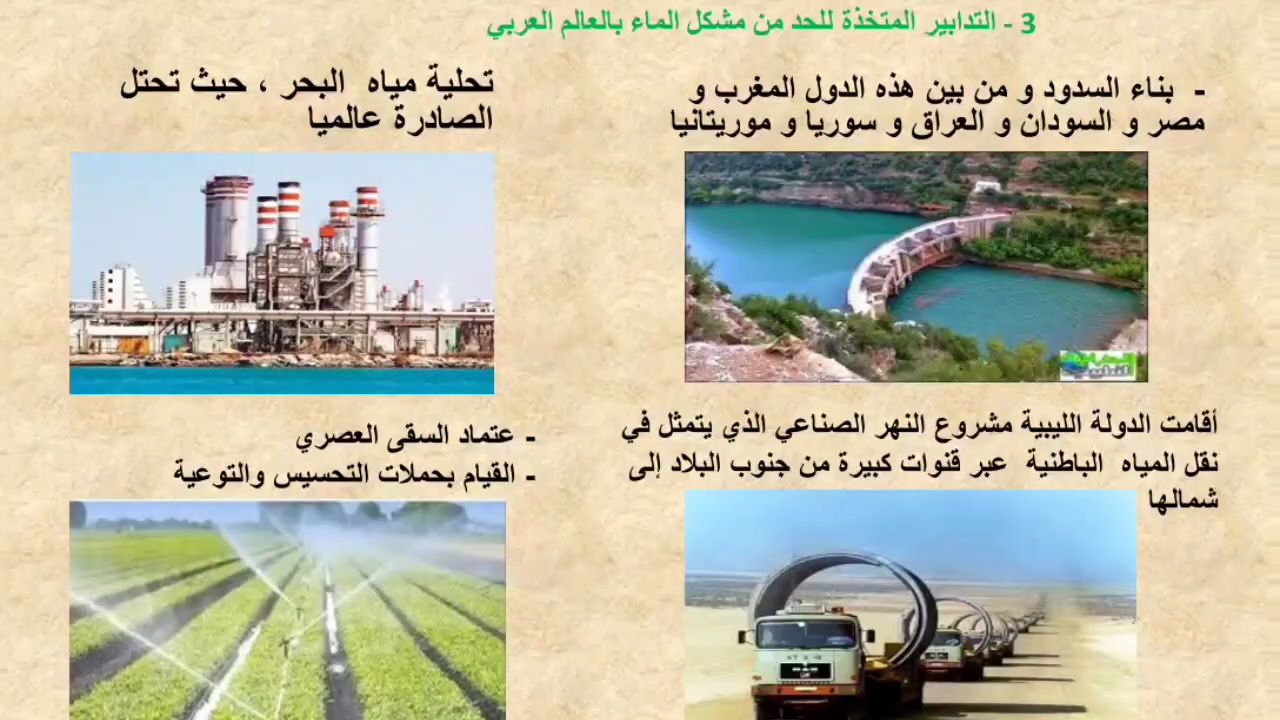 3 - التدابير المتخذة للحد من مشكل الماء بالعالم العربي
- بناء السدود و من بين هذه الدول المغرب و
مصر و السودان و العراق و سوريا و موريتانيا
تحلية مياه البحر ، حيث تحتل
الصادرة عالميا
أقامت الدولة الليبية مشروع النهر الصناعي الذي يتمثل في
نقل المياه الباطنية عبر قنوات كبيرة من جنوب البلاد إلى
شمالها
- عتماد السقى العصري
- القيام بحملات التحسيس والتوعية